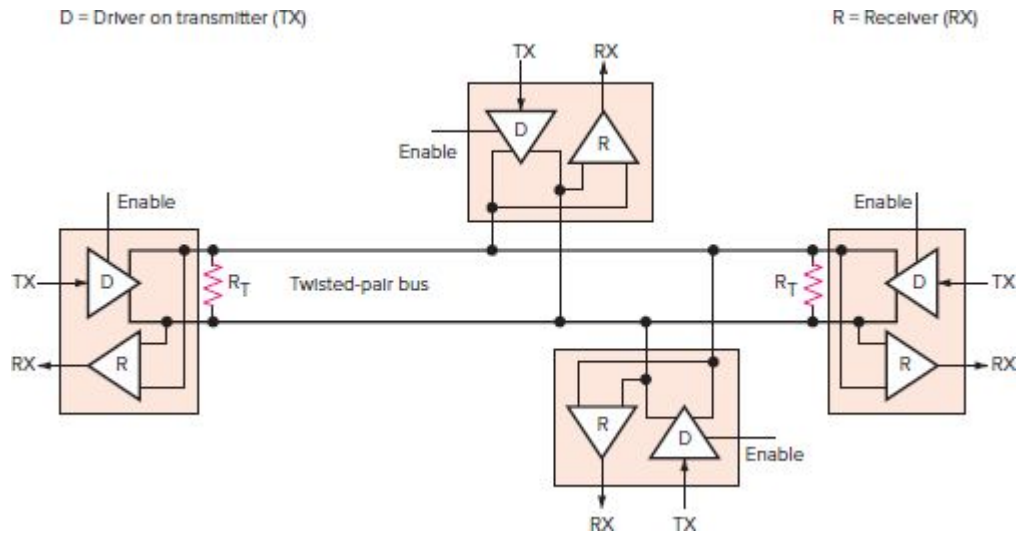 D = Driver on transmitter (TX)
R = Receiver (RX)
TX
RX
D
R
Enable
Enable
Enable
TX
D
R_T
Twisted-pair bus
R_T
D
TX
RX
R
R
RX
R
D
Enable
RX
TX